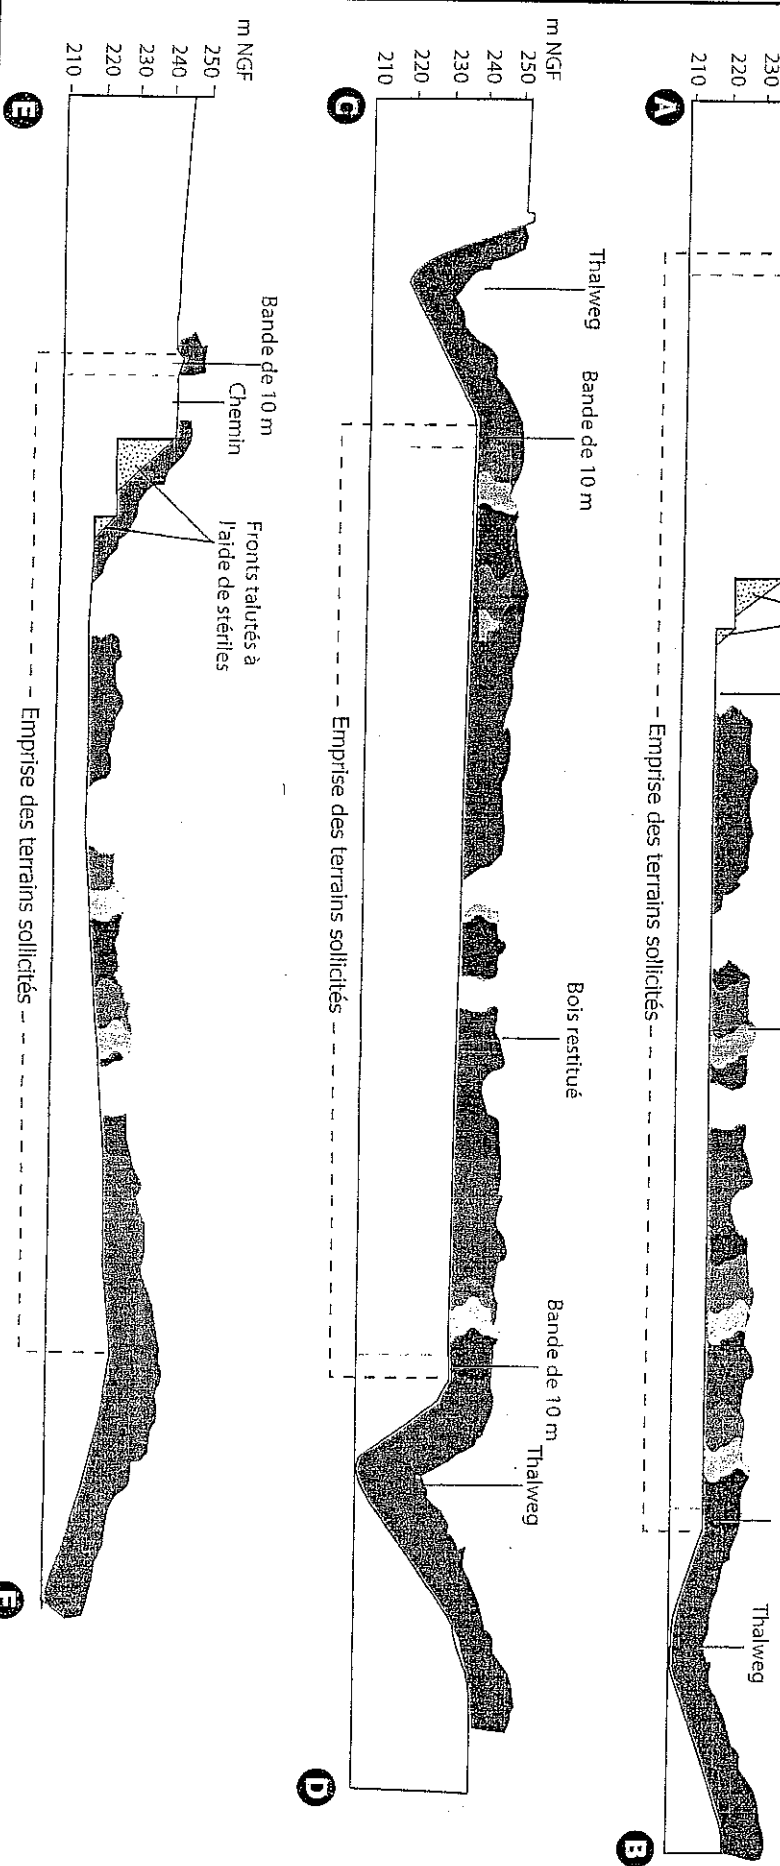 230
220
210
Thalweg
Emprise des terrains sollicités
A
B
m NGF
250
240
230
220
210
Thalweg
Bande de 10 m
Bois restitué
Bande de 10 m
Thalweg
Emprise des terrains sollicités
C
D
m NGF
250
240
230
220
210
Bande de 10 m
Chemin
Fronts talutés à
l'aide de stériles
Emprise des terrains sollicités
E
F